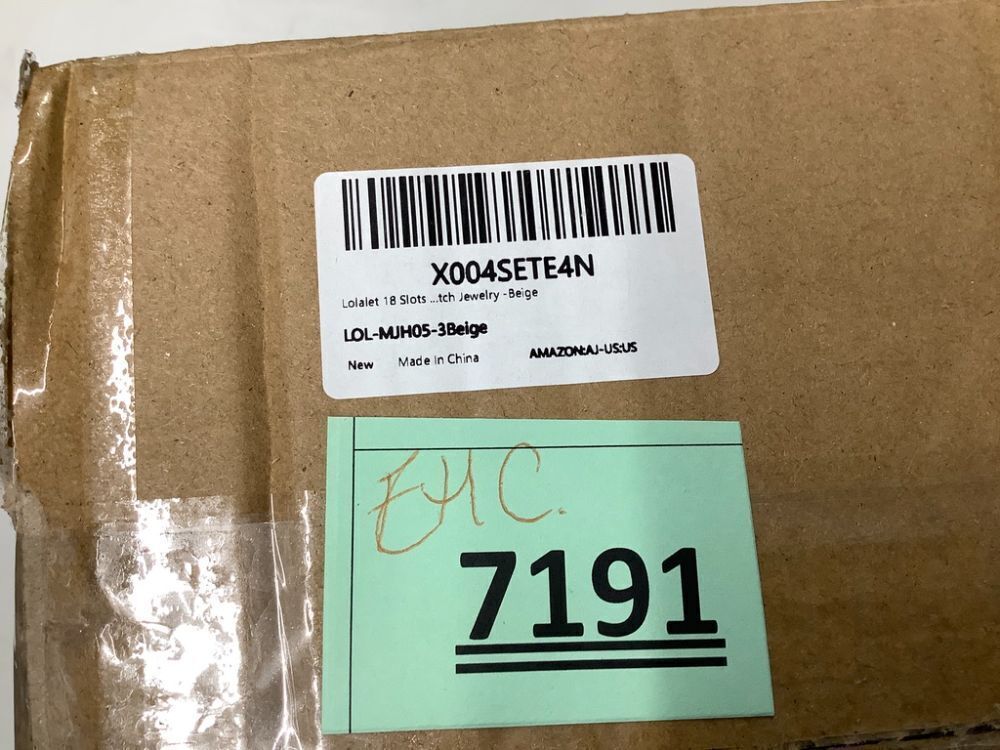 X004SETE4N
Lolalet 18 Slots ...tch Jewelry -Beige
LOL-MJH05-3Beige
New Made In China AMAZON:AJ-US:US
EHC.
7191